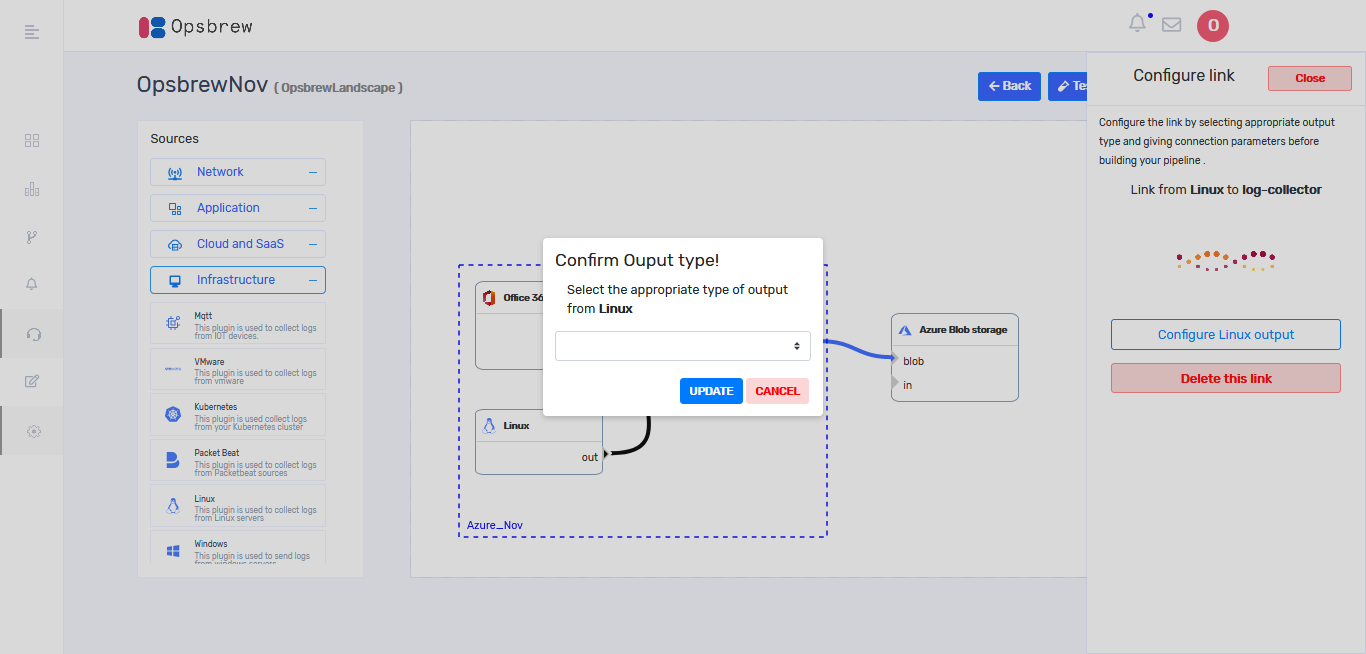 Opsbrew
O
OpsbrewNov ( OpsbrewLandscape )
Back
Tes
Sources
Network
Application
Cloud and SaaS
Infrastructure
Mqtt
This plugin is used to collect logs
from IOT devices.
VMware
This plugin is used to collect logs
from vmware
Kubernetes
This plugin is used collect logs
from your Kubernetes cluster
Packet Beat
This plugin is used to collect logs
from Packetbeat sources
Linux
This plugin is used to collect logs
from Linux servers
Windows
This plugin is used to send logs
from windows servers
Office 36
Linux
out
Azure_Nov
Azure Blob storage
blob
in
Confirm Ouput type!
Select the appropriate type of output
from Linux
UPDATE
CANCEL
Configure link
Close
Configure the link by selecting appropriate output
type and giving connection parameters before
building your pipeline .
Link from Linux to log-collector
Configure Linux output
Delete this link